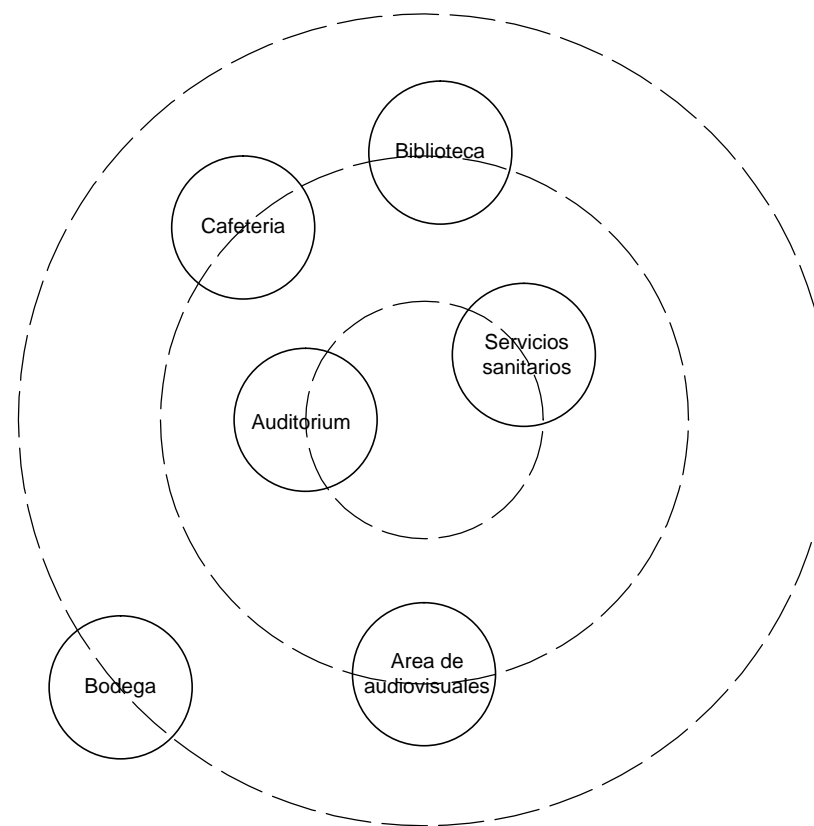 Biblioteca
Cafeteria
Servicios
sanitarios
Auditorium
Area de
audiovisuales
Bodega